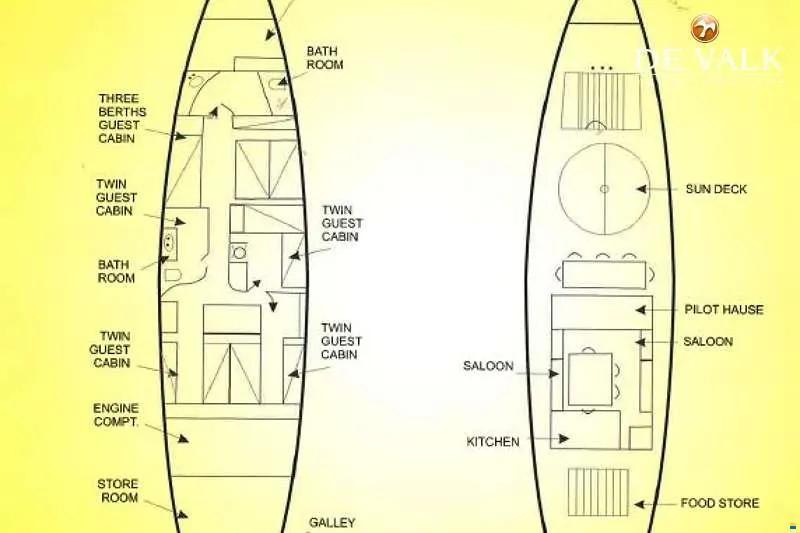 BATH
ROOM
THREE
BERTHS
GUEST
CABIN
TWIN
GUEST
CABIN
TWIN
GUEST
CABIN
BATH
ROOM
TWIN
GUEST
CABIN
TWIN
GUEST
CABIN
ENGINE
COMPT.
STORE
ROOM
GALLEY
DE VALK
SUN DECK
PILOT HAUSE
SALOON
SALOON
KITCHEN
FOOD STORE